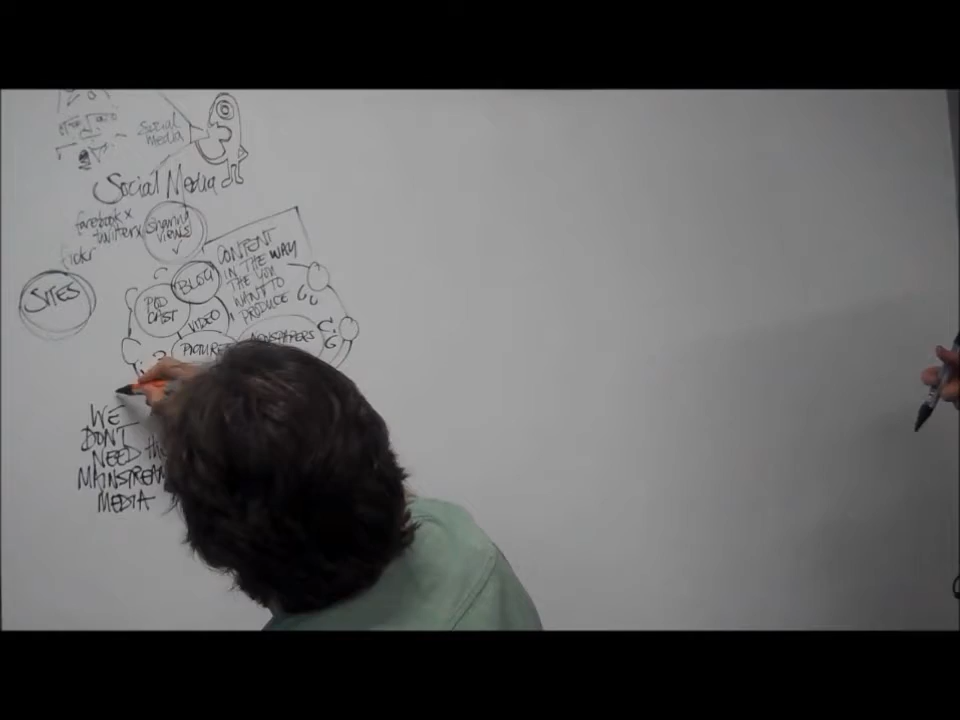 Social
Media
Social Media
facebook x
twitter x
flickr
Sharing
VIEWS
CONTENT
IN THE WAY
THE YOU
WANT TO
PRODUCE
BLOG
SITES
POD
CAST
VIDEO
PICTURES
NEWSPAPERS
WE
DON'T
NEED the
MAINSTREAM
MEDIA